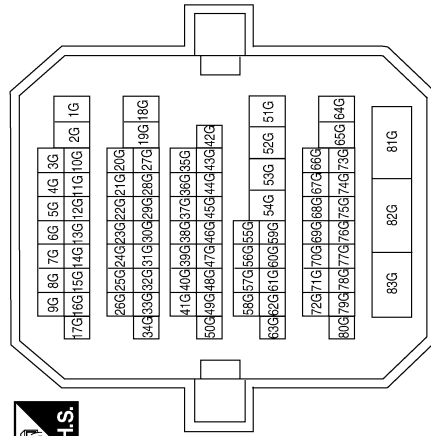 1G 2G
3G 4G 5G 6G 7G 8G 9G
10G 11G 12G 13G 14G 15G 16G 17G
18G 19G
20G 21G 22G 23G 24G 25G 26G
27G 28G 29G 30G 31G 32G 33G 34G
35G 36G 37G 38G 39G 40G 41G
42G 43G 44G 45G 46G 47G 48G 49G 50G
51G 52G 53G 54G
55G 56G 57G 58G
59G 60G 61G 62G 63G
64G 65G
66G 67G 68G 69G 70G 71G 72G
73G 74G 75G 76G 77G 78G 79G 80G
81G 82G 83G
H.S.